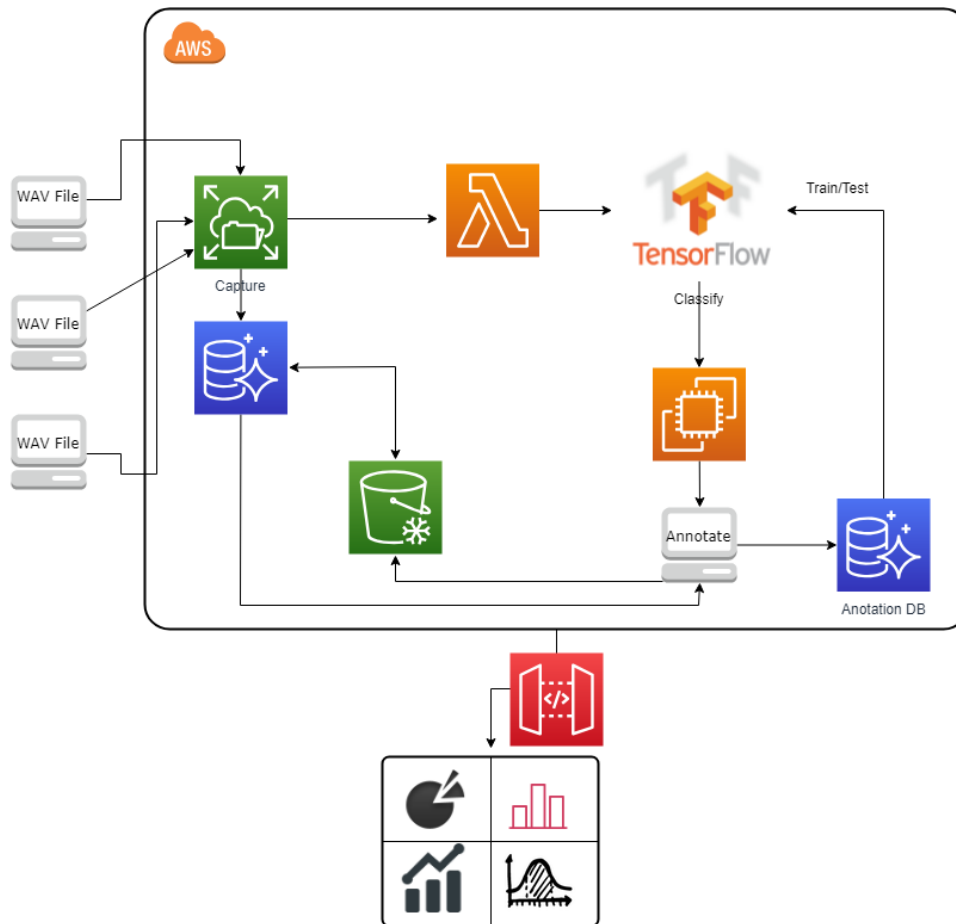 AWS
WAV File
Train/Test
TensorFlow
Capture
Classify
WAV File
WAV File
Annotate
Anotation DB
</>